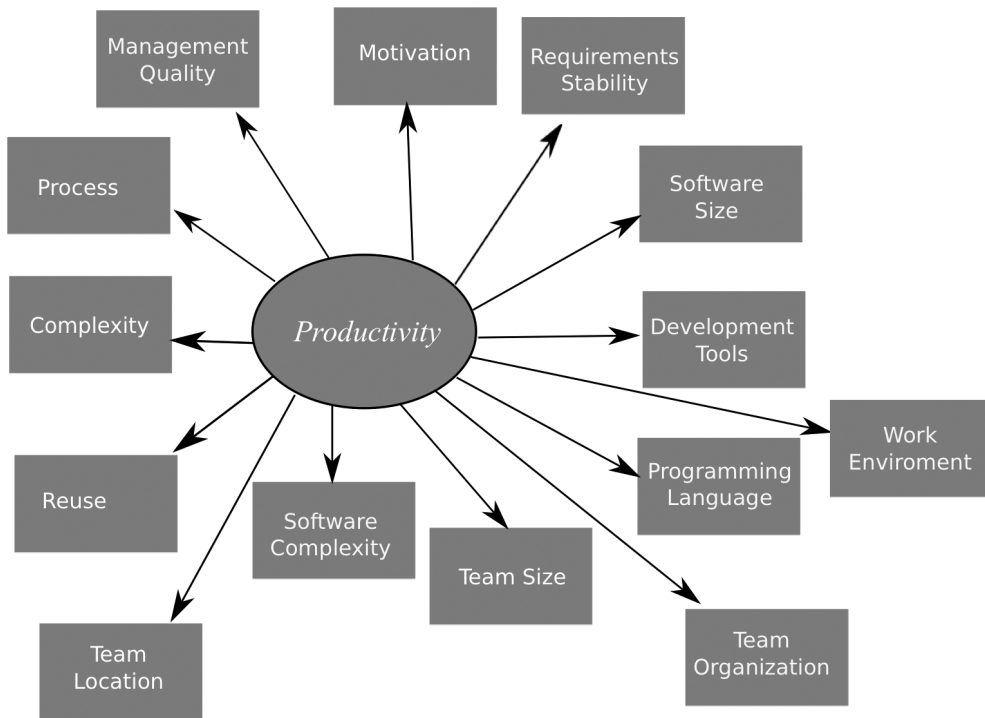 Management
Quality
Motivation
Requirements
Stability
Process
Software
Size
Complexity
Productivity
Development
Tools
Work
Enviroment
Reuse
Programming
Language
Software
Complexity
Team Size
Team
Location
Team
Organization